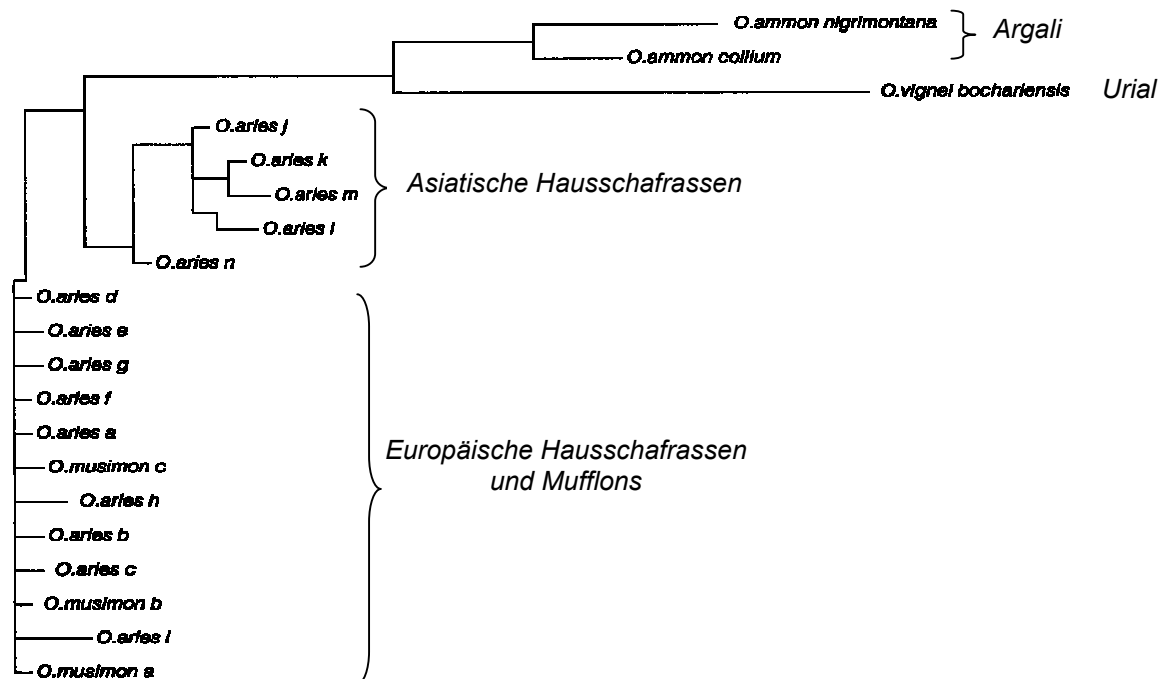 O.ammon nigrimontana
Argali
O.ammon collium
O.vignei bochariensis
Urial
O.aries j
O.aries k
O.aries m
O.aries l
O.aries n
Asiatische Hausschafrassen
O.aries d
O.aries e
O.aries g
O.aries f
O.aries a
O.musimon c
O.aries h
O.aries b
O.aries c
O.musimon b
O.aries i
O.musimon a
Europäische Hausschafrassen
und Mufflons